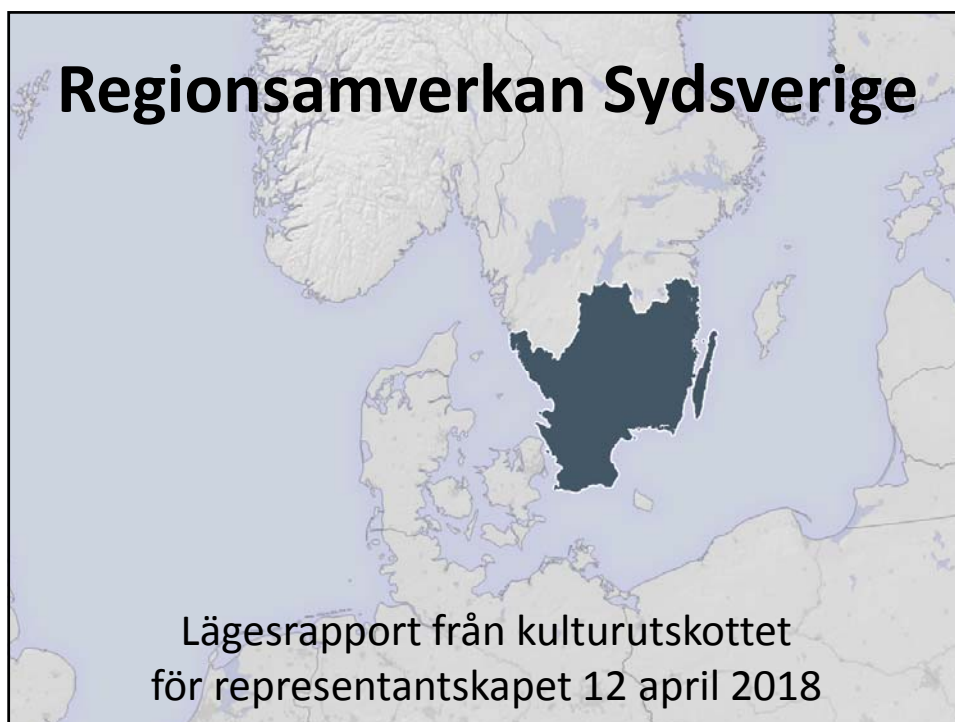 Regionsamverkan Sydsverige
Lägesrapport från kulturutskottet
för representantskapet 12 april 2018